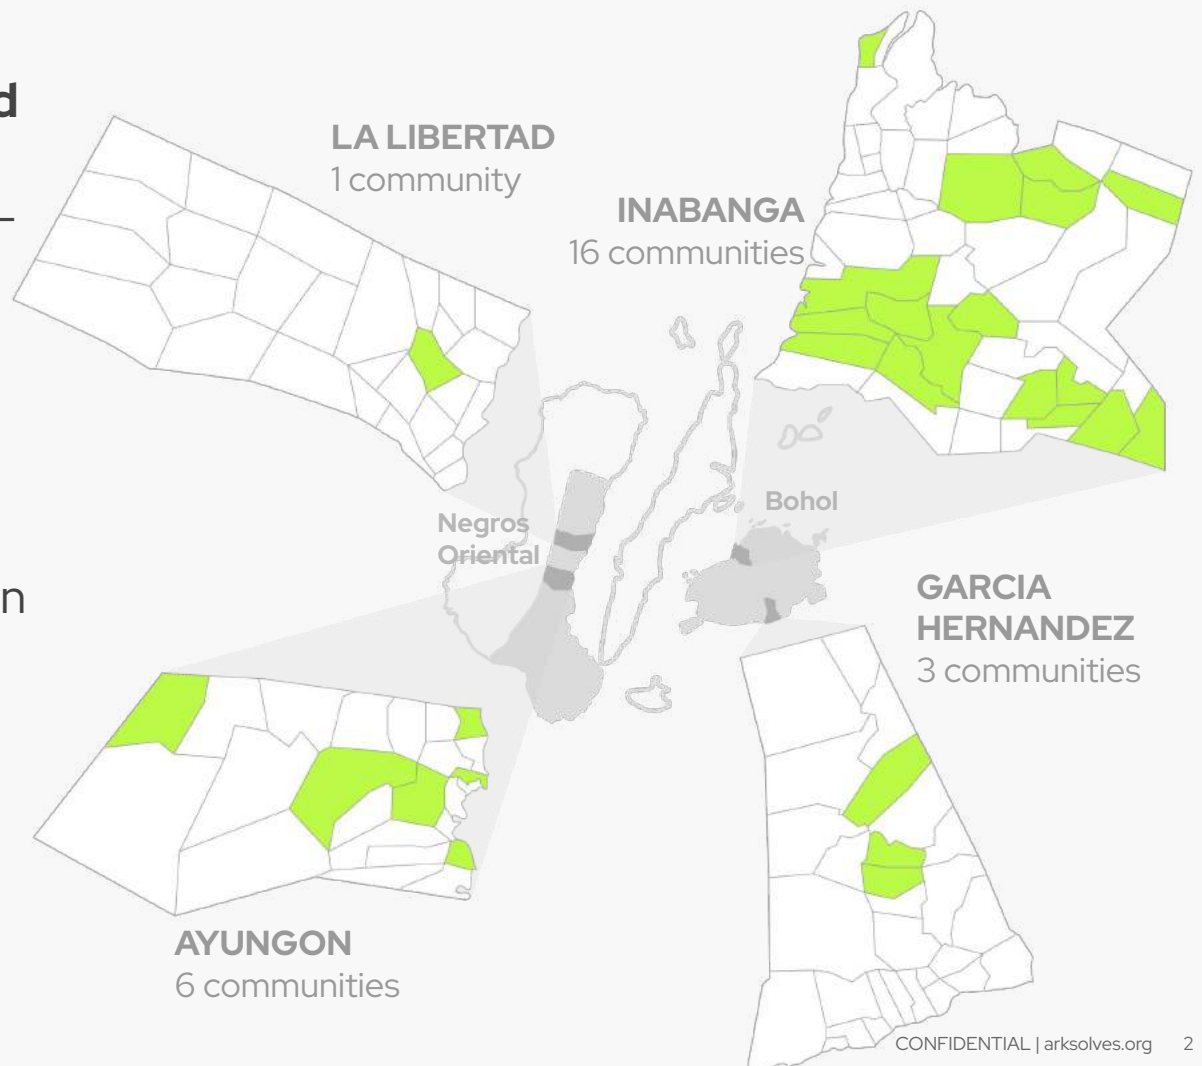 d
–
n
LA LIBERTAD
1 community
INABANGA
16 communities
Negros
Oriental
Bohol
GARCIA
HERNANDEZ
3 communities
AYUNGON
6 communities
CONFIDENTIAL | arksolves.org 2